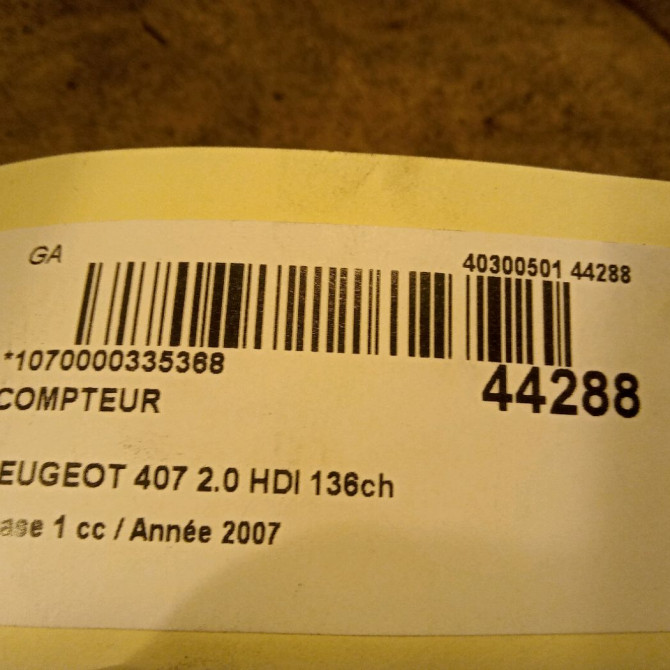 GA
40300501 44288
*1070000335368
44288
COMPTEUR
EUGEOT 407 2.0 HDI 136ch
ase 1 cc / Année 2007